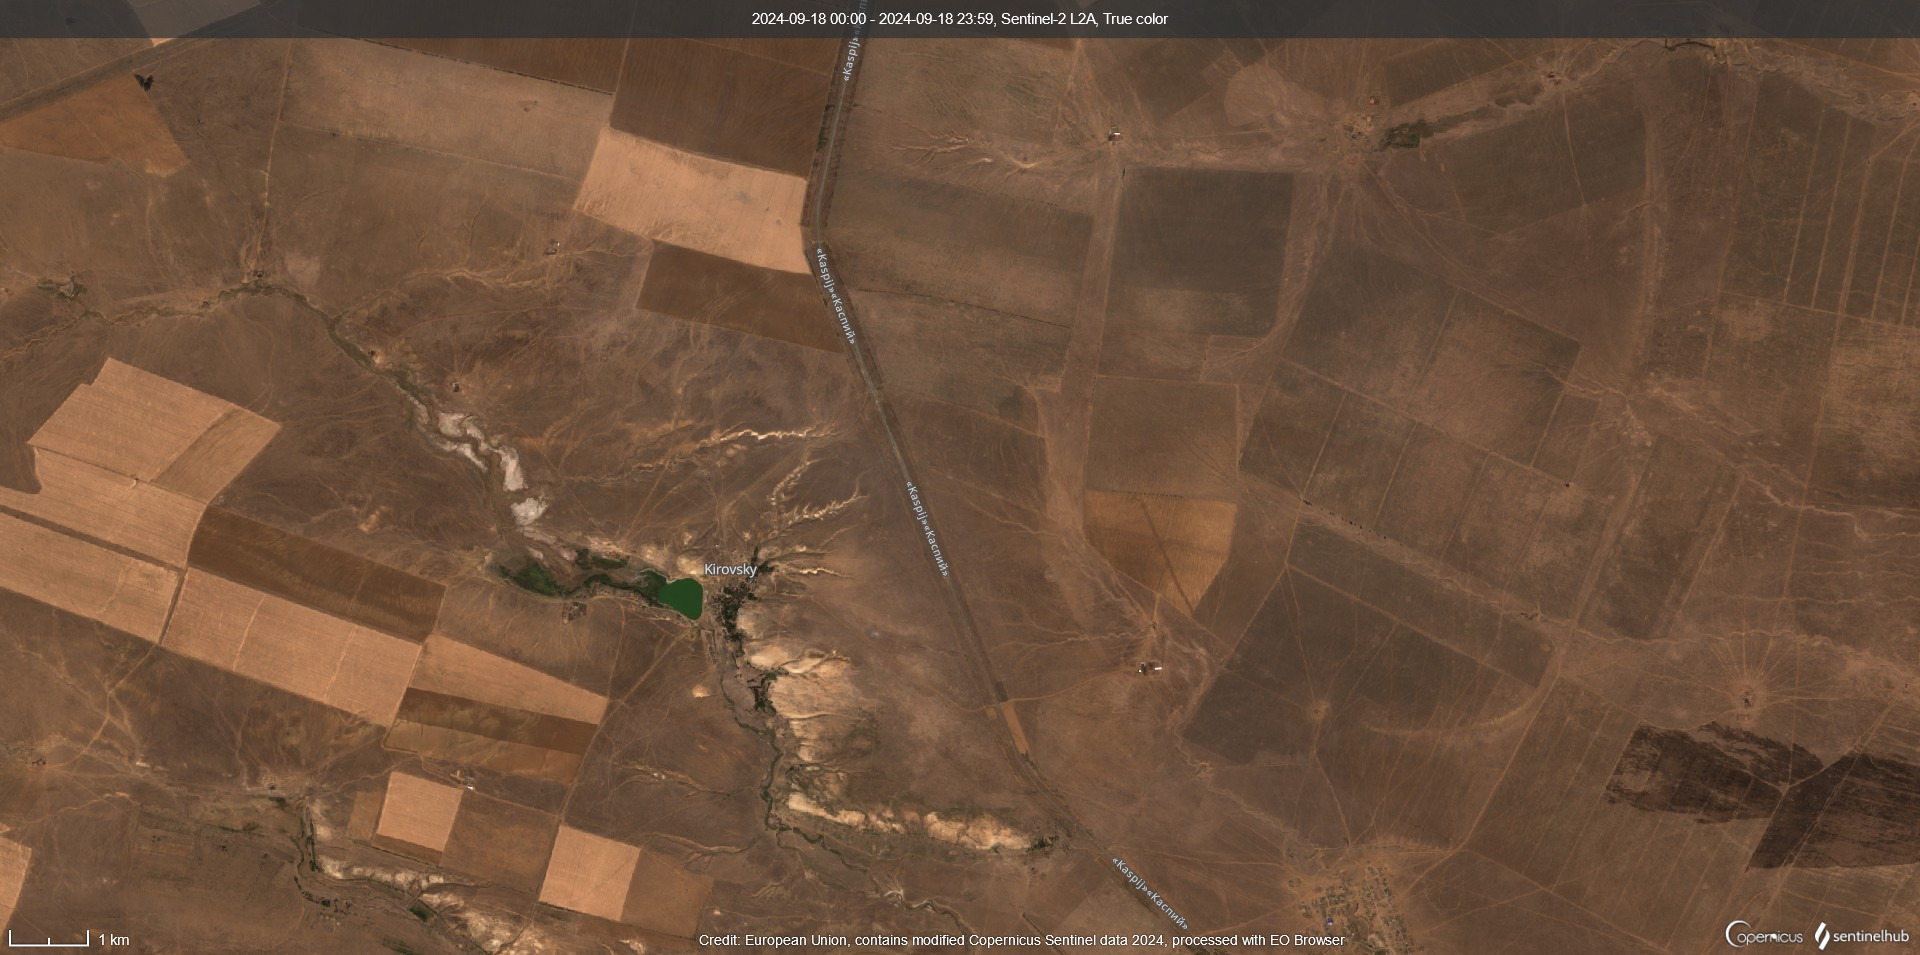 2024-09-18 00:00 - 2024-09-18 23:59, Sentinel-2 L2A, True color
«Kaspij»
«Kaspij»«Каспий»
«Kaspij»«Каспий»
Kirovsky
«Kaspij»«Каспий»
1 km
Credit: European Union, contains modified Copernicus Sentinel data 2024, processed with EO Browser
opernicus
sentinelhub